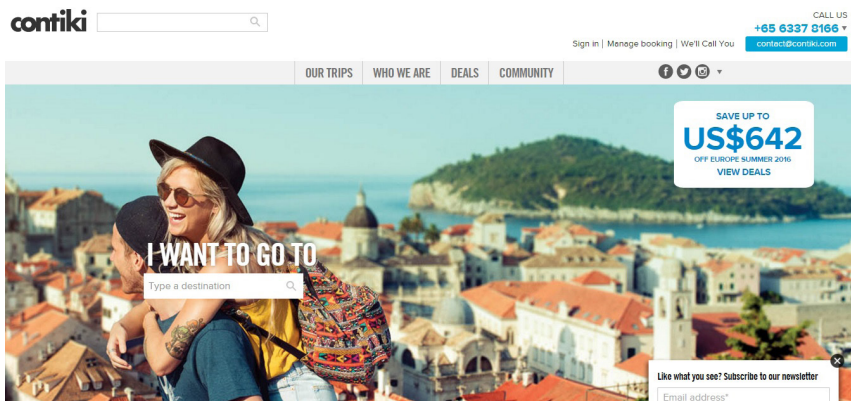 contiki
CALL US
+65 6337 8166
Sign in | Manage booking | We'll Call You
contact@contiki.com
OUR TRIPS
WHO WE ARE
DEALS
COMMUNITY
SAVE UP TO
US$642
OFF EUROPE SUMMER 2016
VIEW DEALS
I WANT TO GO TO
Type a destination
Like what you see? Subscribe to our newsletter
Email address*